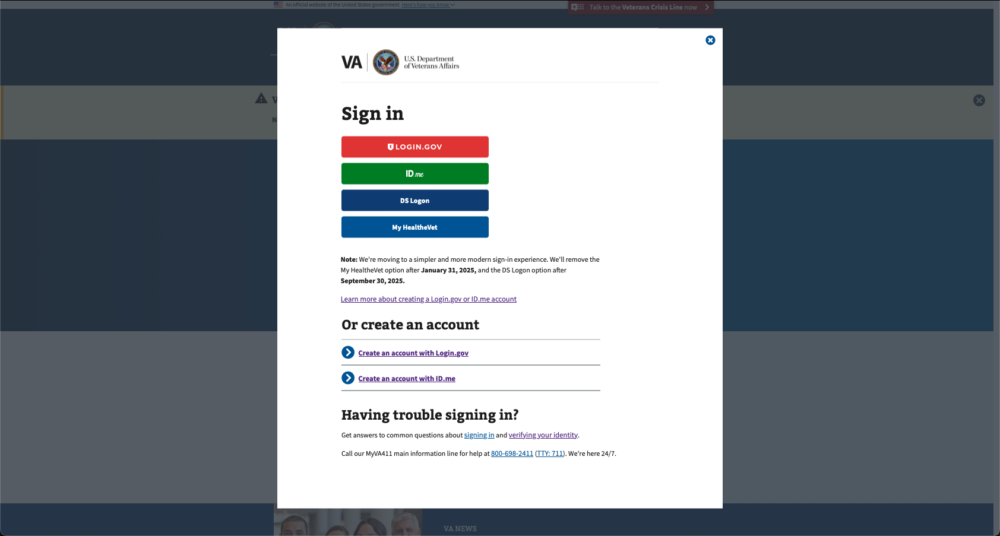 An official website of the United States government Here's how you know
Talk to the Veterans Crisis Line now
VA
U.S. Department
of Veterans Affairs
Sign in
LOGIN.GOV
ID.me
DS Logon
My HealtheVet
Note: We're moving to a simpler and more modern sign-in experience. We'll remove the
My HealtheVet option after January 31, 2025, and the DS Logon option after
September 30, 2025.
Learn more about creating a Login.gov or ID.me account
Or create an account
Create an account with Login.gov
Create an account with ID.me
Having trouble signing in?
Get answers to common questions about signing in and verifying your identity.
Call our MyVA411 main information line for help at 800-698-2411 (TTY: 711). We're here 24/7.
VA NEWS